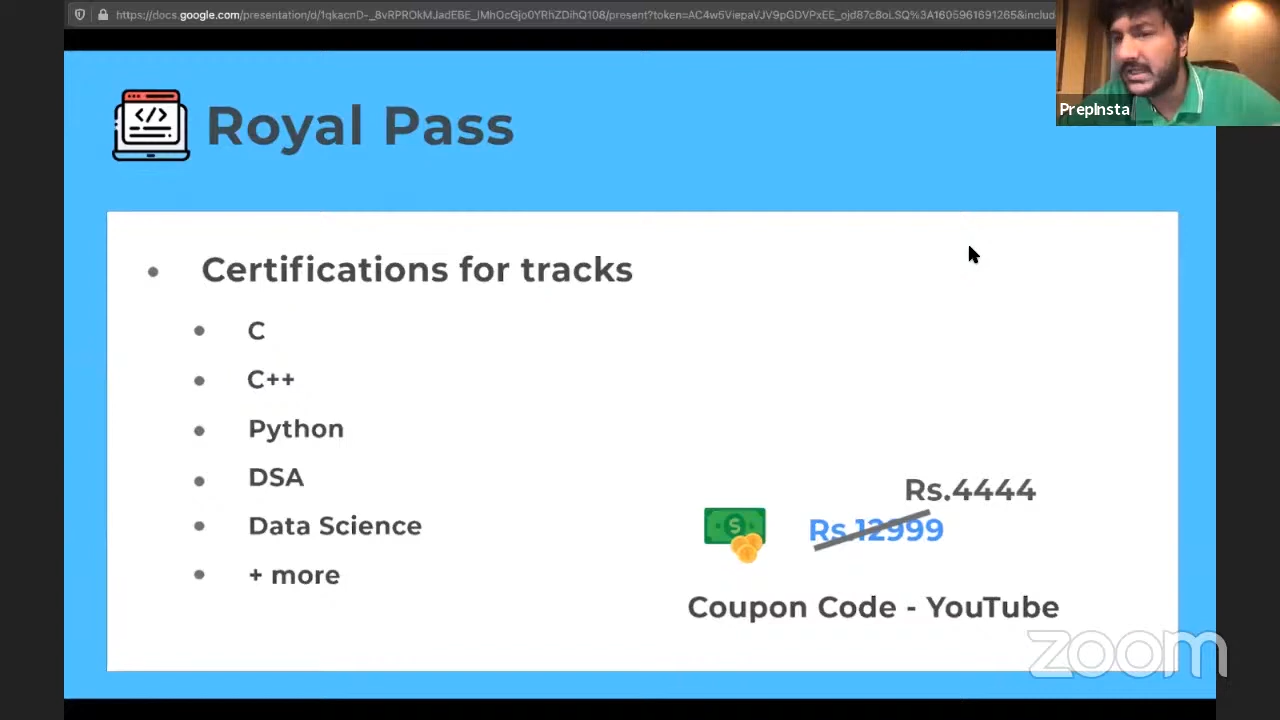 Royal Pass
PrepInsta
Certifications for tracks
C
C++
Python
DSA
Data Science
+ more
Rs.4444
Rs.12999
Coupon Code - YouTube
zoom